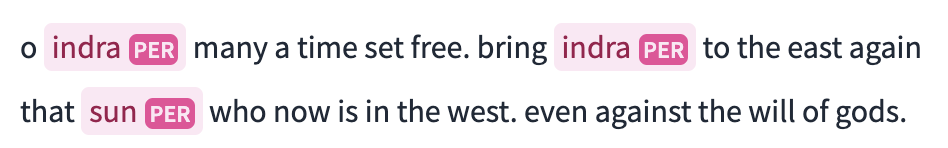 o indra PER many a time set free. bring indra PER to the east again
that sun PER who now is in the west. even against the will of gods.